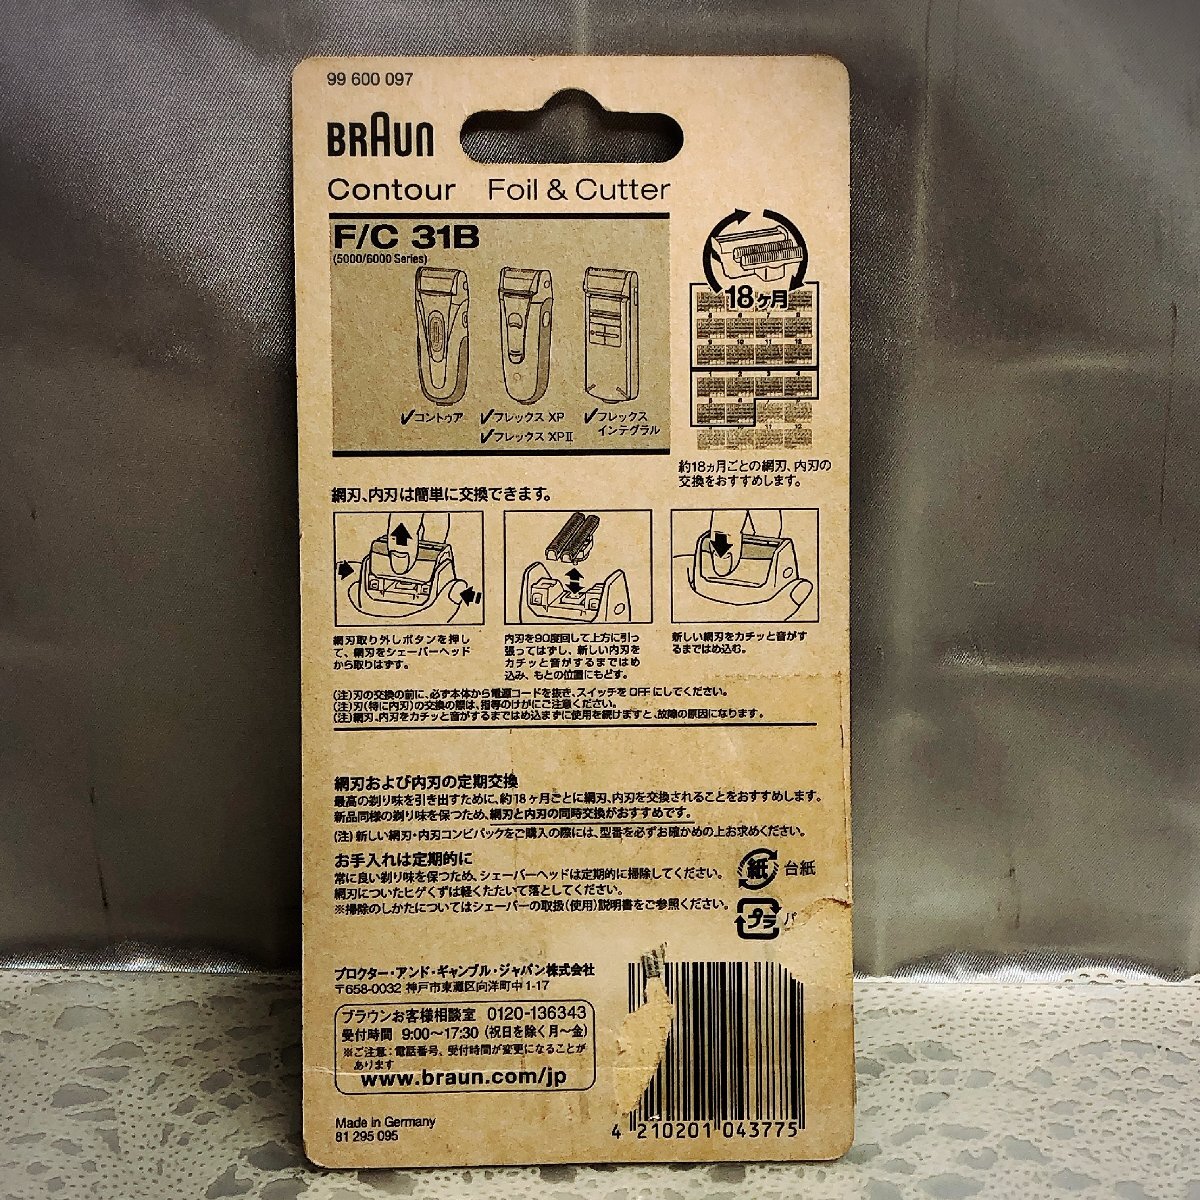 99 600 097
BRAUN
Contour Foil & Cutter
F/C 31B
(5000/6000 Series)
✓コントゥア ✓フレックス XP ✓フレックス
✓フレックス XPⅡ インテグラル
18ヶ月
約18ヵ月ごとの網刃、内刃の
交換をおすすめします。
網刃、内刃は簡単に交換できます。
網刃取り外しボタンを押し
て、網刃をシェーバーヘッド
から取りはずす。
内刃を90度回して上方に引っ
張ってはずし、新しい内刃を
カチッと音がするまではめ
込み、もとの位置にもどす。
新しい網刃をカチッと音がす
るまではめ込む。
(注)刃の交換の前に、必ず本体から電源コードを抜き、スイッチを OFF にしてください。
(注)刃(特に内刃)の交換の際は、指等のけがにご注意ください。
(注)網刃、内刃をカチッと音がするまではめ込まずに使用を続けますと、故障の原因になります。
網刃および内刃の定期交換
最高の剃り味を引き出すために、約18ヶ月ごとに網刃、内刃を交換されることをおすすめします。
新品同様の剃り味を保つため、網刃と内刃の同時交換がおすすめです。
(注)新しい網刃・内刃コンビパックをご購入の際には、型番を必ずお確かめの上お求めください。
お手入れは定期的に
常に良い剃り味を保つため、シェーバーヘッドは定期的に掃除してください。
網刃についたヒゲくずは軽くたたいて落としてください。
※掃除のしかたについてはシェーバーの取扱(使用)説明書をご参照ください。
紙 台紙
プラ パ
プロクター・アンド・ギャンブル・ジャパン株式会社
〒658-0032 神戸市東灘区向洋町中1-17
ブラウンお客様相談室 0120-136343
受付時間 9:00〜17:30(祝日を除く月〜金)
※ご注意:電話番号、受付時間が変更になることが
あります
www.braun.com/jp
Made in Germany
81 295 095
4 210201 043775